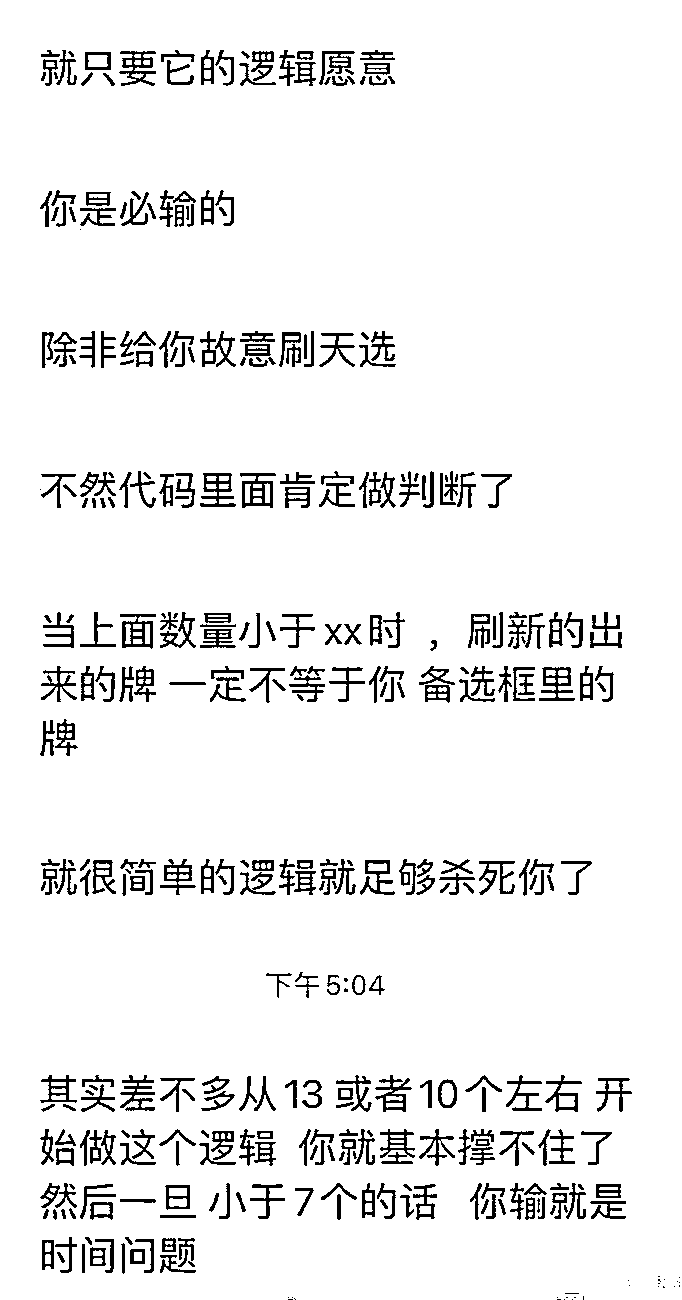 就只要它的逻辑愿意
你是必输的
除非给你故意刷天选
不然代码里面肯定做判断了
当上面数量小于xx时 ，刷新的出
来的牌 一定不等于你 备选框里的
牌
就很简单的逻辑就足够杀死你了
下午5:04
其实差不多从13 或者10个左右 开
始做这个逻辑 你就基本撑不住了
然后一旦 小于7个的话 你输就是
时间问题